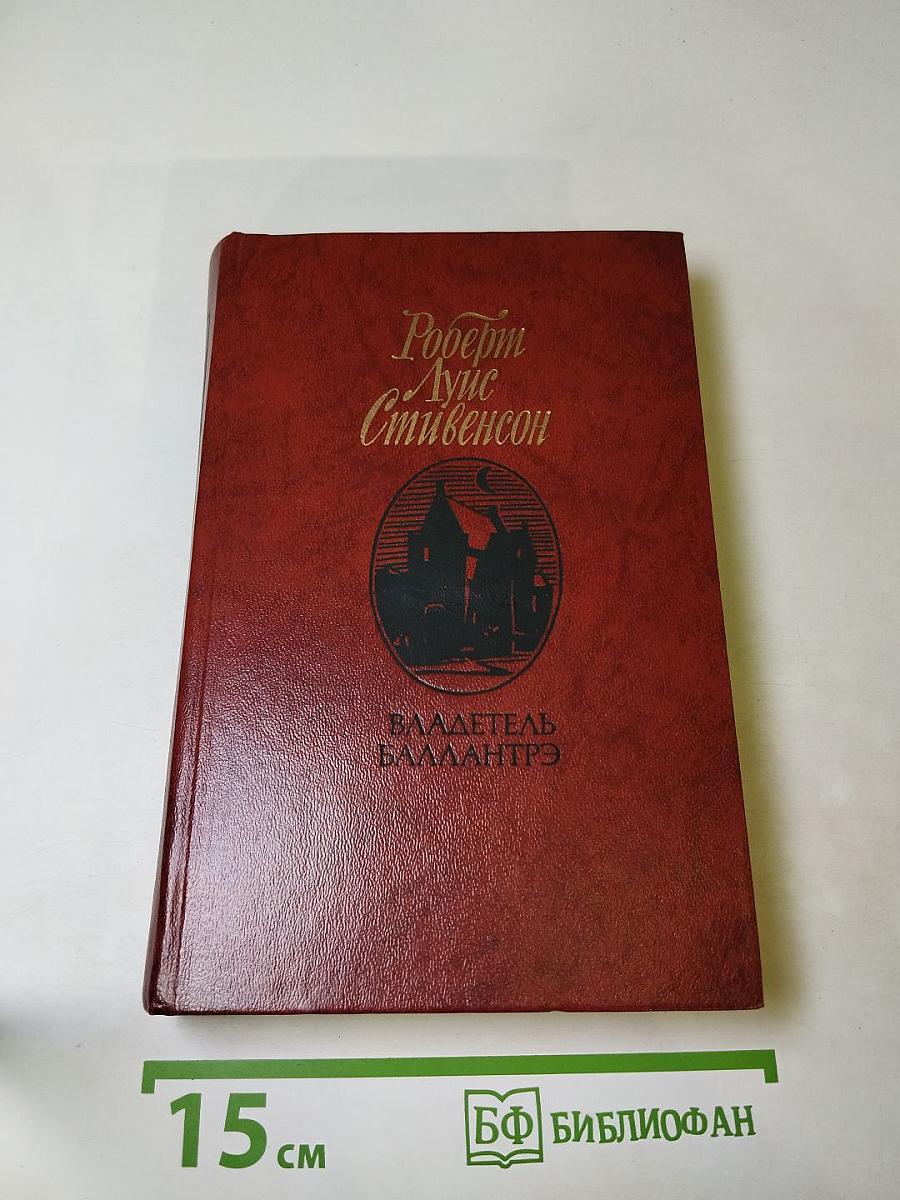 Роберт
Луис
Стивенсон
ВЛАДЕТЕЛЬ
БАЛЛАНТРЭ
15 см
БФ БИБЛИОФАН